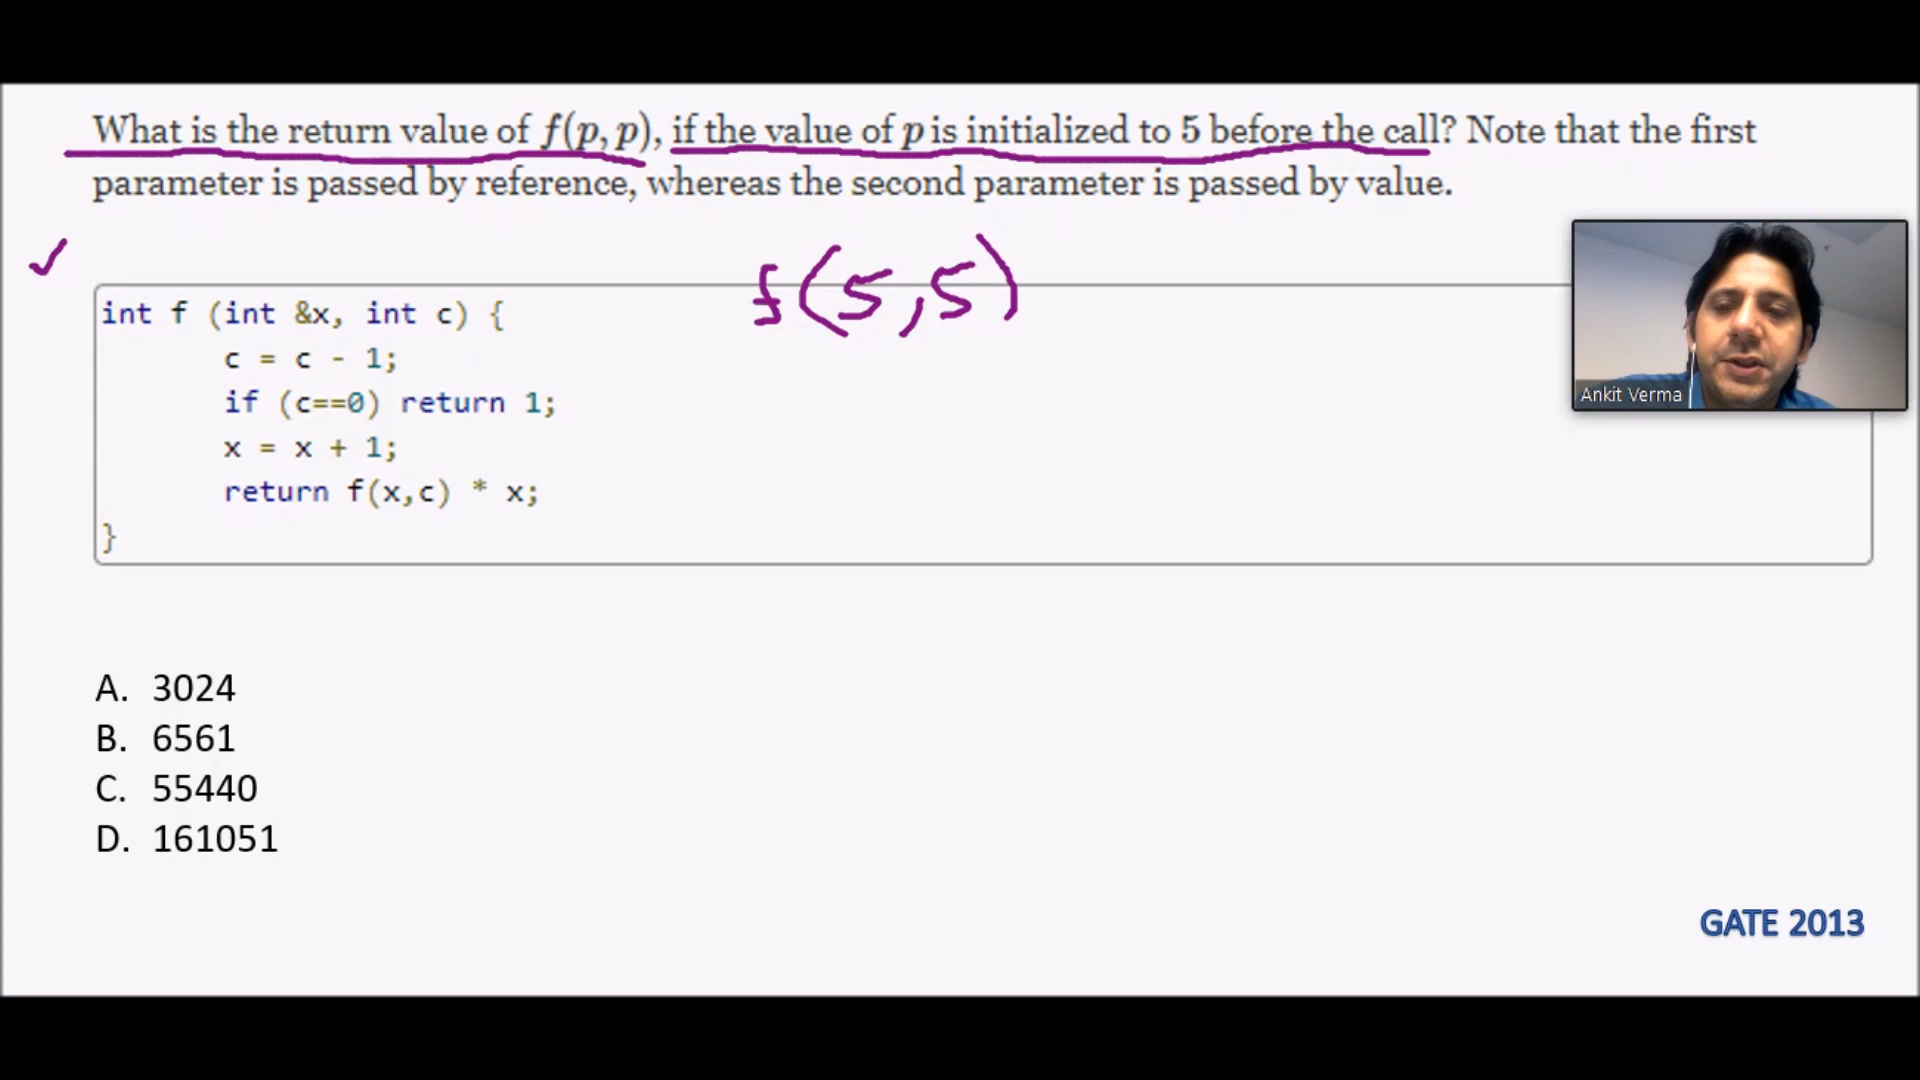 What is the return value of f(p, p), if the value of p is initialized to 5 before the call? Note that the first
parameter is passed by reference, whereas the second parameter is passed by value.
f(5,5)
int f (int &x, int c) {
c = c - 1;
if (c==0) return 1;
x = x + 1;
return f(x,c) * x;
}
Ankit Verma
A. 3024
B. 6561
C. 55440
D. 161051
GATE 2013